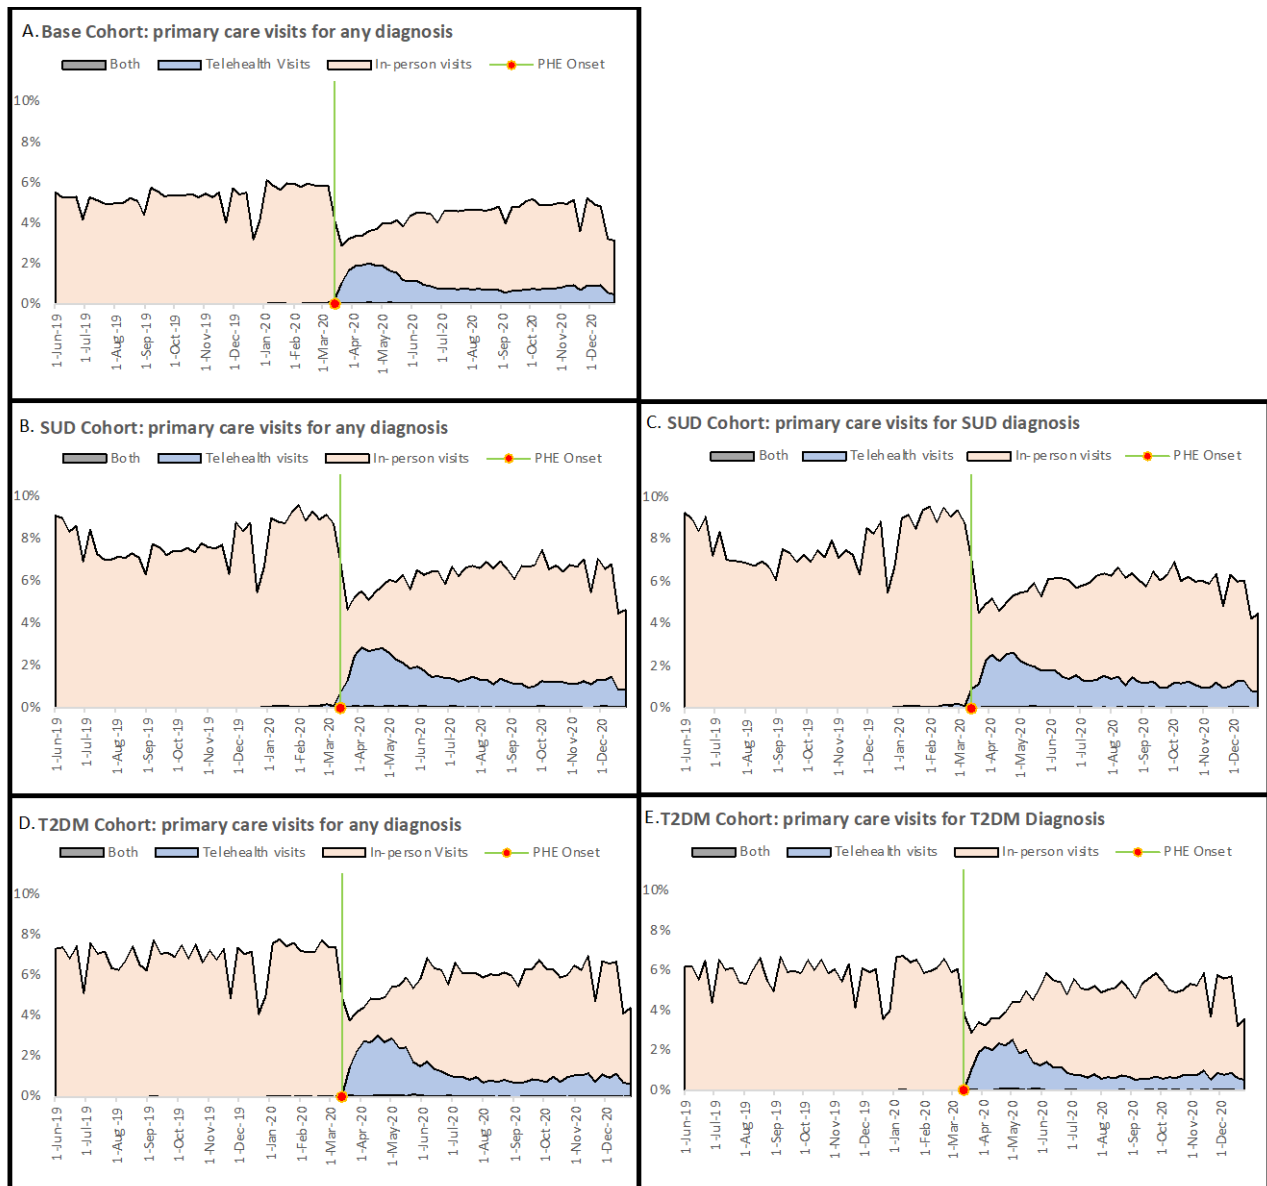 A. Base Cohort: primary care visits for any diagnosis
Both Telehealth Visits In-person visits PHE Onset
10%
8%
6%
4%
2%
0%
1-Jun-19 1-Jul-19 1-Aug-19 1-Sep-19 1-Oct-19 1-Nov-19 1-Dec-19 1-Jan-20 1-Feb-20 1-Mar-20 1-Apr-20 1-May-20 1-Jun-20 1-Jul-20 1-Aug-20 1-Sep-20 1-Oct-20 1-Nov-20 1-Dec-20
B. SUD Cohort: primary care visits for any diagnosis
Both Telehealth visits In-person visits PHE Onset
10%
8%
6%
4%
2%
0%
1-Jun-19 1-Jul-19 1-Aug-19 1-Sep-19 1-Oct-19 1-Nov-19 1-Dec-19 1-Jan-20 1-Feb-20 1-Mar-20 1-Apr-20 1-May-20 1-Jun-20 1-Jul-20 1-Aug-20 1-Sep-20 1-Oct-20 1-Nov-20 1-Dec-20
C. SUD Cohort: primary care visits for SUD diagnosis
Both Telehealth visits In-person visits PHE Onset
10%
8%
6%
4%
2%
0%
1-Jun-19 1-Jul-19 1-Aug-19 1-Sep-19 1-Oct-19 1-Nov-19 1-Dec-19 1-Jan-20 1-Feb-20 1-Mar-20 1-Apr-20 1-May-20 1-Jun-20 1-Jul-20 1-Aug-20 1-Sep-20 1-Oct-20 1-Nov-20 1-Dec-20
D. T2DM Cohort: primary care visits for any diagnosis
Both Telehealth visits In-person Visits PHE Onset
10%
8%
6%
4%
2%
0%
1-Jun-19 1-Jul-19 1-Aug-19 1-Sep-19 1-Oct-19 1-Nov-19 1-Dec-19 1-Jan-20 1-Feb-20 1-Mar-20 1-Apr-20 1-May-20 1-Jun-20 1-Jul-20 1-Aug-20 1-Sep-20 1-Oct-20 1-Nov-20 1-Dec-20
E. T2DM Cohort: primary care visits for T2DM Diagnosis
Both Telehealth visits In-person visits PHE Onset
10%
8%
6%
4%
2%
0%
1-Jun-19 1-Jul-19 1-Aug-19 1-Sep-19 1-Oct-19 1-Nov-19 1-Dec-19 1-Jan-20 1-Feb-20 1-Mar-20 1-Apr-20 1-May-20 1-Jun-20 1-Jul-20 1-Aug-20 1-Sep-20 1-Oct-20 1-Nov-20 1-Dec-20